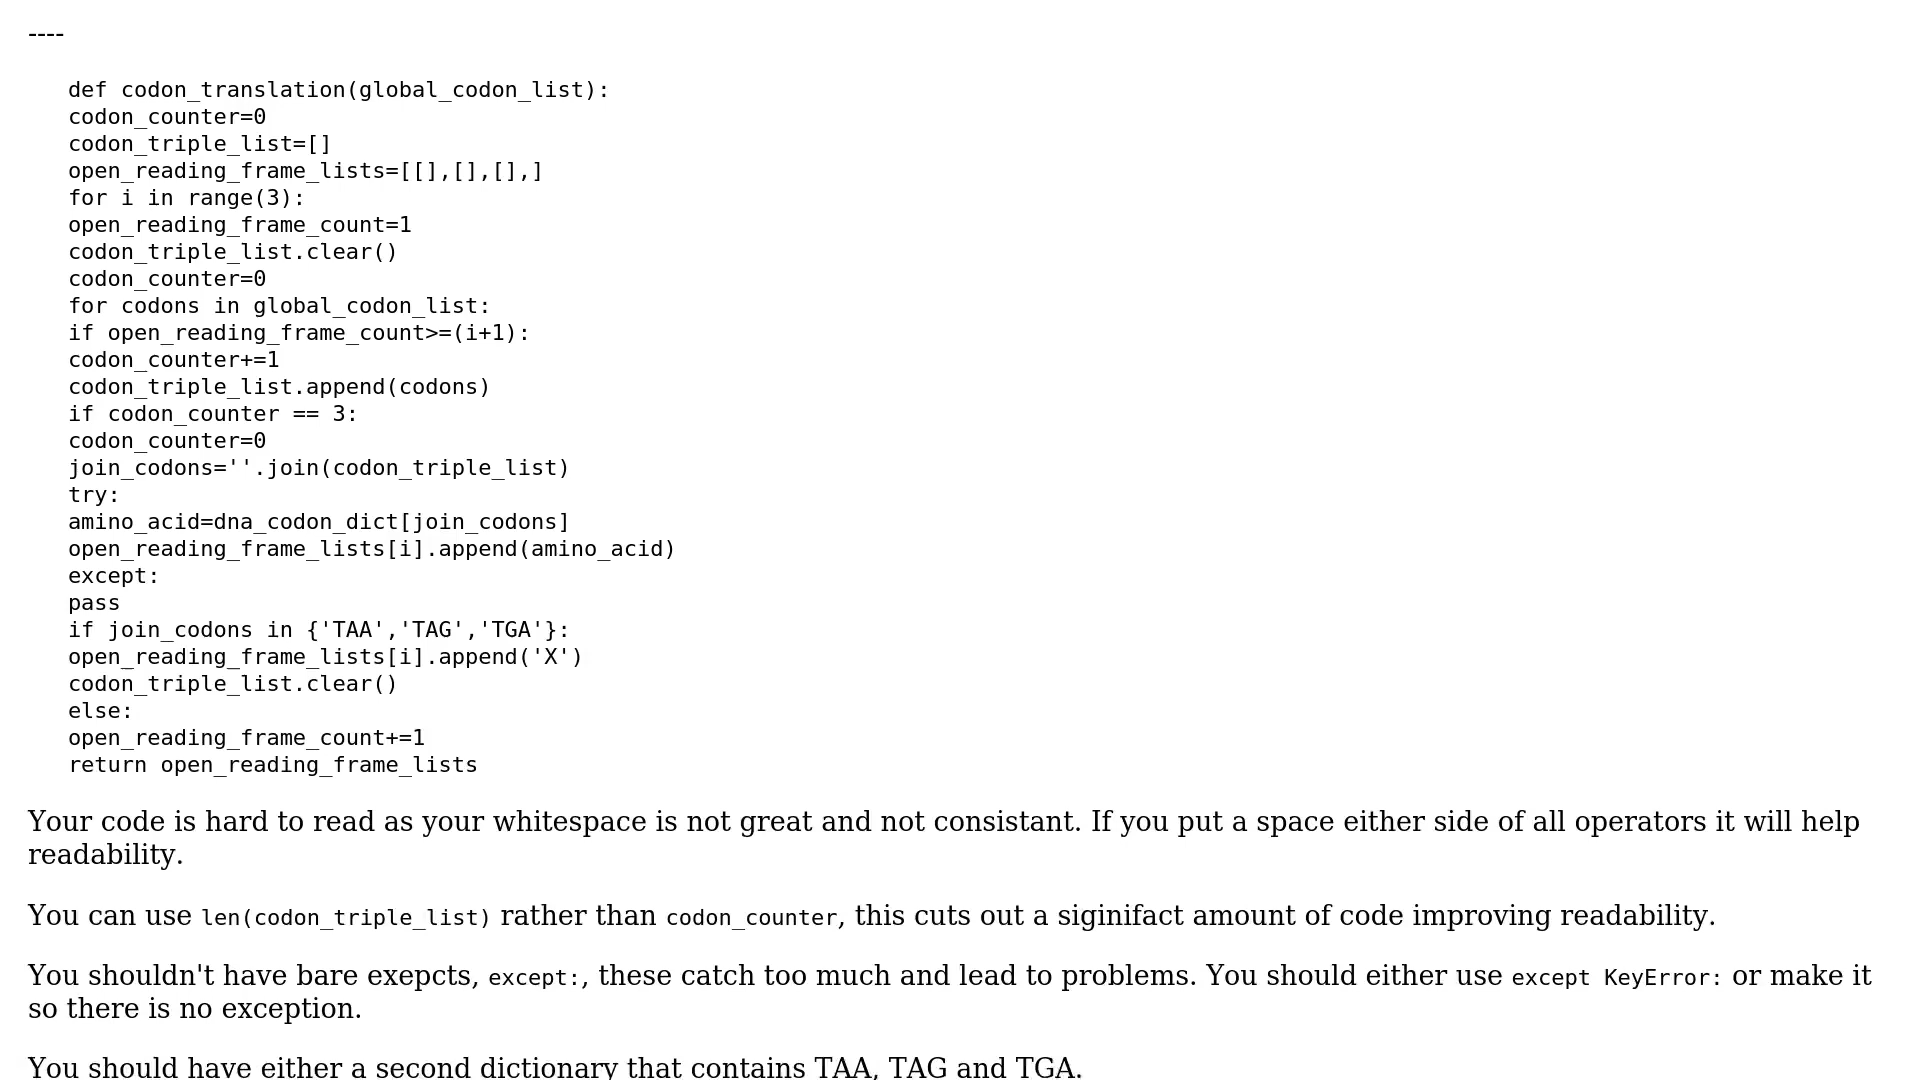 ----
def codon_translation(global_codon_list):
codon_counter=0
codon_triple_list=[]
open_reading_frame_lists=[[],[],[],]
for i in range(3):
open_reading_frame_count=1
codon_triple_list.clear()
codon_counter=0
for codons in global_codon_list:
if open_reading_frame_count>=(i+1):
codon_counter+=1
codon_triple_list.append(codons)
if codon_counter == 3:
codon_counter=0
join_codons=''.join(codon_triple_list)
try:
amino_acid=dna_codon_dict[join_codons]
open_reading_frame_lists[i].append(amino_acid)
except:
pass
if join_codons in {'TAA','TAG','TGA'}:
open_reading_frame_lists[i].append('X')
codon_triple_list.clear()
else:
open_reading_frame_count+=1
return open_reading_frame_lists
Your code is hard to read as your whitespace is not great and not consistant. If you put a space either side of all operators it will help
readability.
You can use len(codon_triple_list) rather than codon_counter, this cuts out a siginifact amount of code improving readability.
You shouldn't have bare exepcts, except:, these catch too much and lead to problems. You should either use except KeyError: or make it
so there is no exception.
You should have either a second dictionary that contains TAA, TAG and TGA.